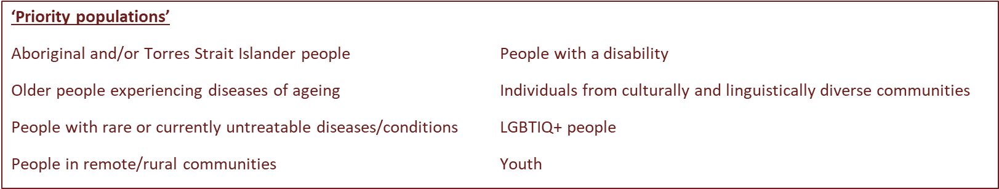 ‘Priority populations’
Aboriginal and/or Torres Strait Islander people
People with a disability
Older people experiencing diseases of ageing
Individuals from culturally and linguistically diverse communities
People with rare or currently untreatable diseases/conditions
LGBTIQ+ people
People in remote/rural communities
Youth